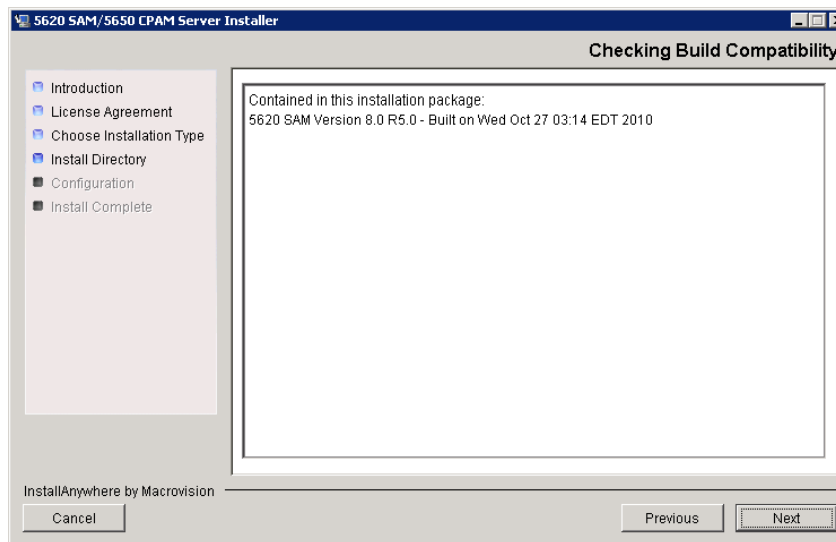 5620 SAM/5650 CPAM Server Installer
Checking Build Compatibility
Introduction
License Agreement
Choose Installation Type
Install Directory
Configuration
Install Complete
Contained in this installation package:
5620 SAM Version 8.0 R5.0 - Built on Wed Oct 27 03:14 EDT 2010
InstallAnywhere by Macrovision
Cancel
Previous
Next